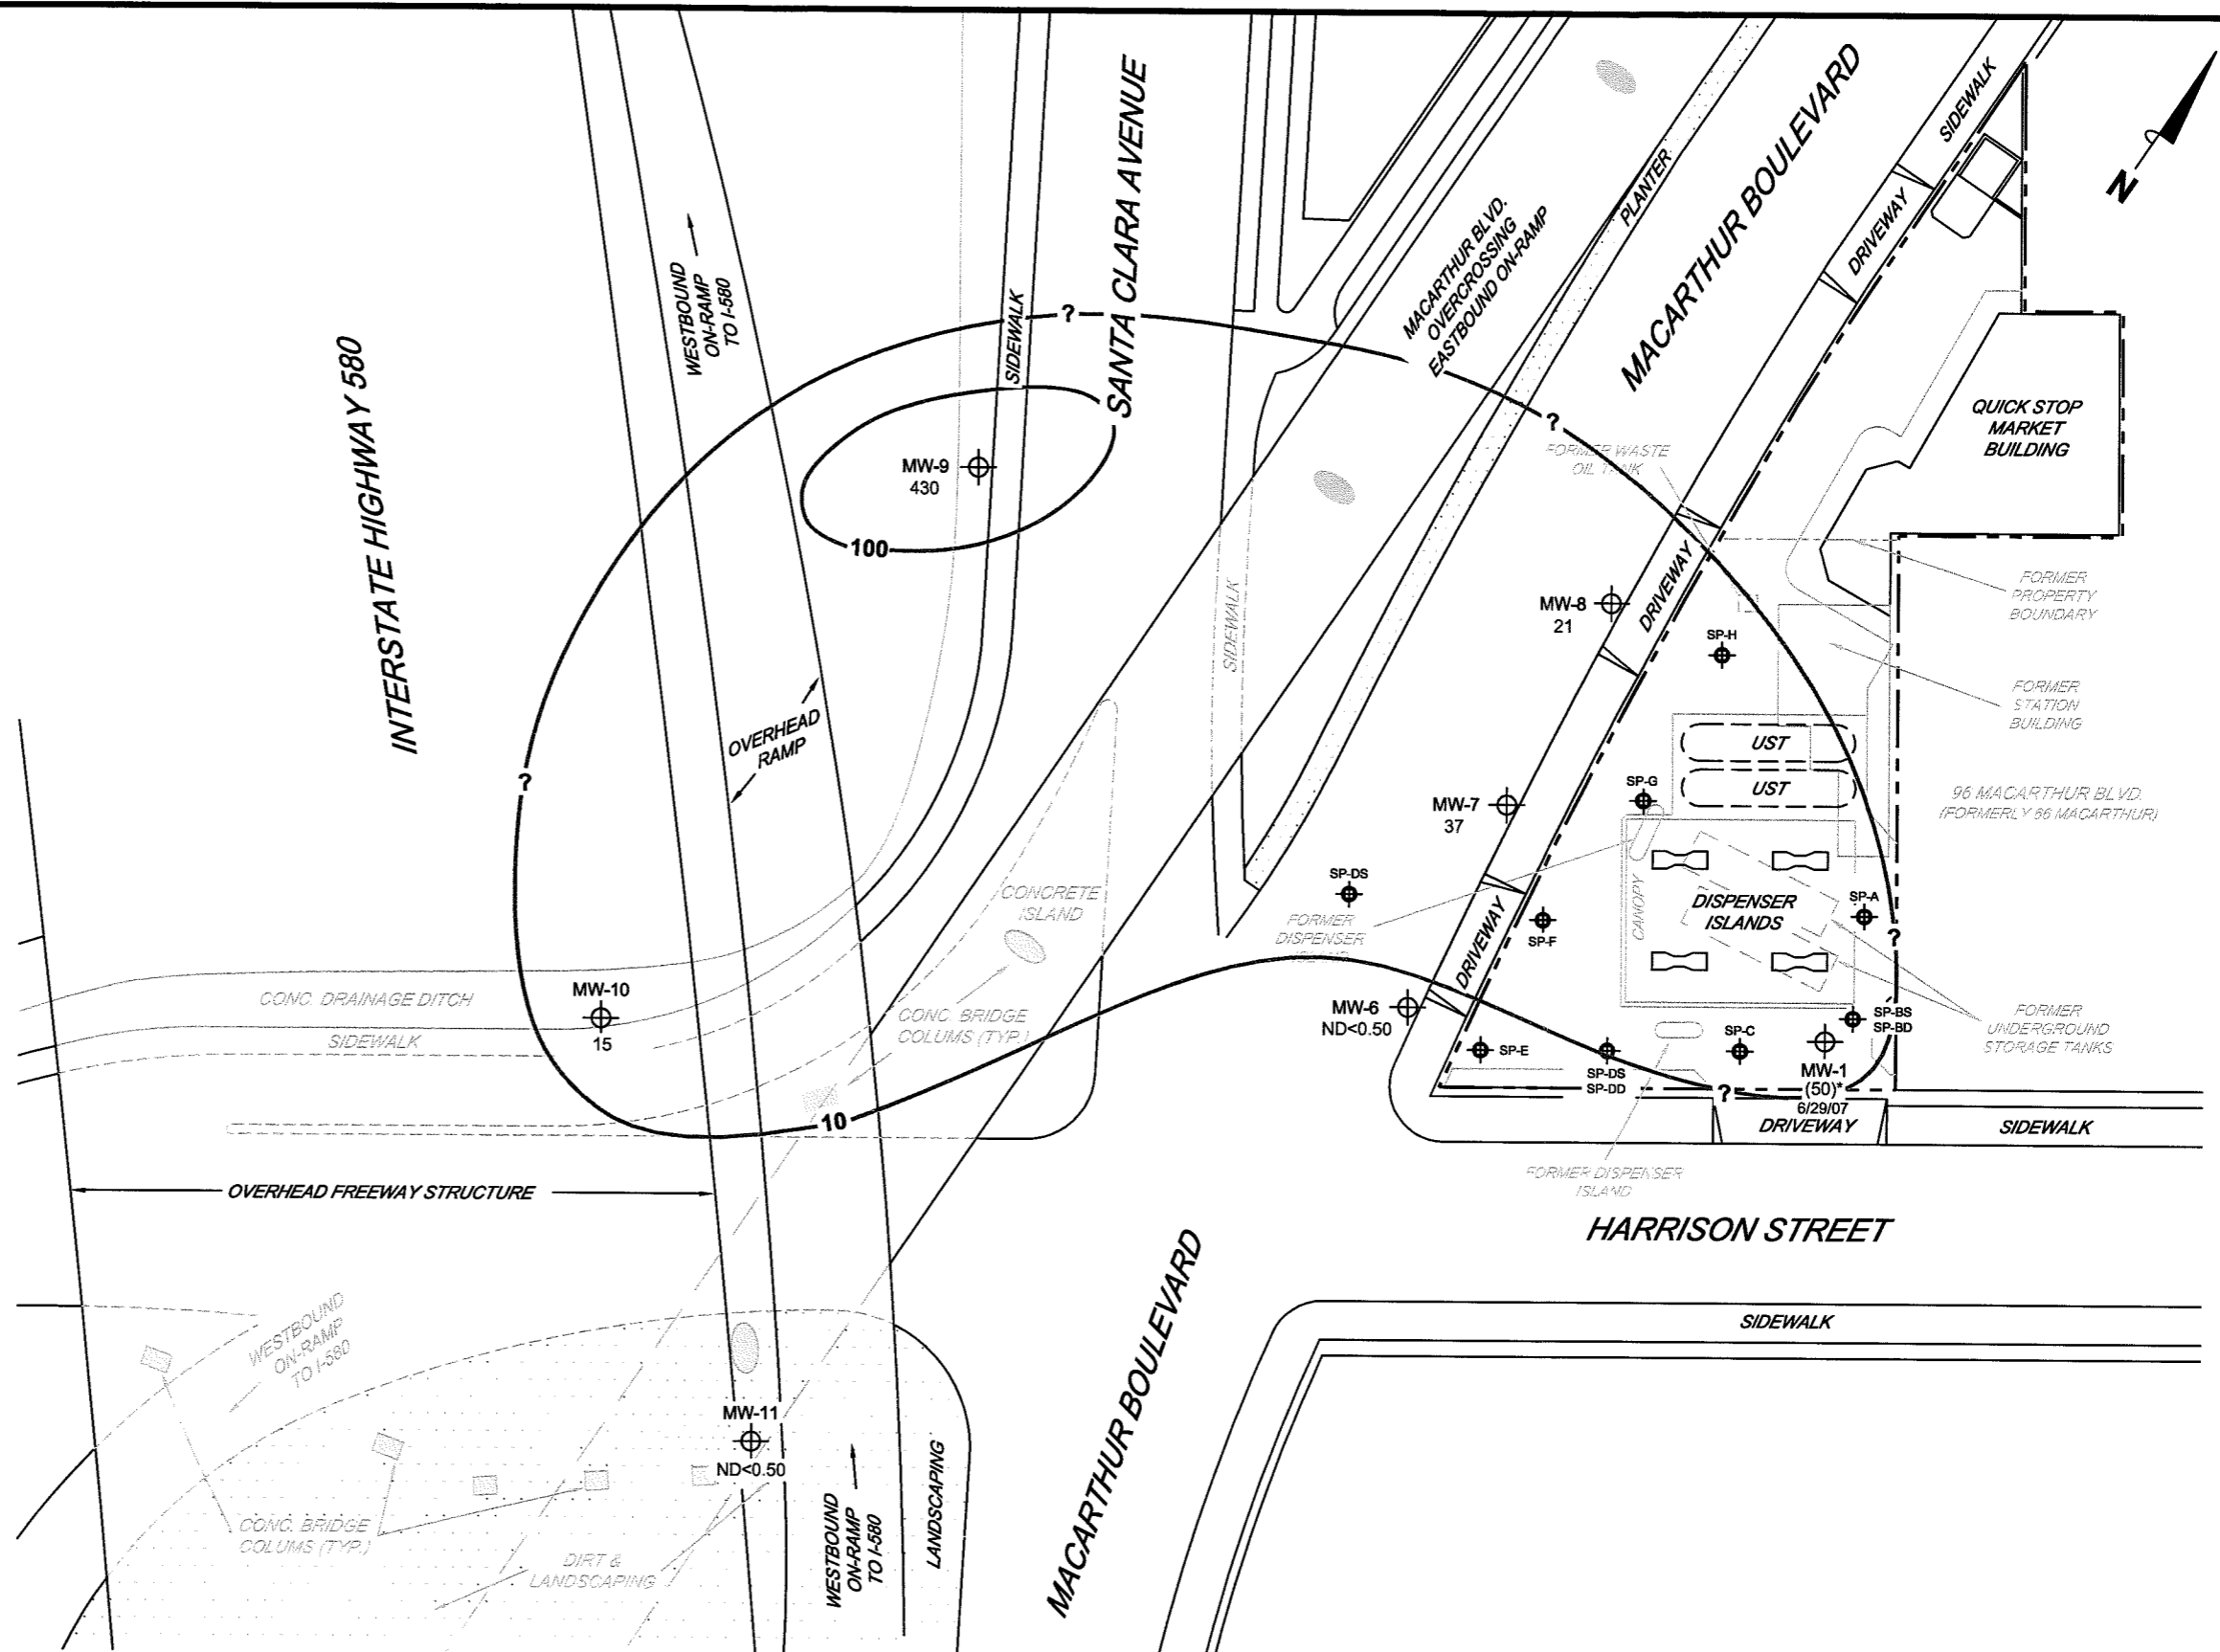 SANTA CLARA AVENUE
MACARTHUR BOULEVARD
SIDEWALK
N
PLANTER
DRIVEWAY
MACARTHUR BLVD.
OVERCROSSING
EASTBOUND ON-RAMP
WESTBOUND
ON-RAMP
TO I-580
SIDEWALK
?
INTERSTATE HIGHWAY 580
QUICK STOP
MARKET
BUILDING
?
FORMER WASTE
OIL TANK
MW-9
430
100
FORMER
PROPERTY
BOUNDARY
DRIVEWAY
SIDEWALK
MW-8
21
SP-H
FORMER
STATION
BUILDING
OVERHEAD
RAMP
UST
UST
?
SP-G
96 MACARTHUR BLVD.
(FORMERLY 66 MACARTHUR)
MW-7
37
SP-DS
CONCRETE
ISLAND
FORMER
DISPENSER
ISLAND
DRIVEWAY
SP-F
CANOPY
DISPENSER
ISLANDS
SP-A
?
MW-10
15
CONC. DRAINAGE DITCH
SIDEWALK
CONC. BRIDGE
COLUMS (TYP.)
MW-6
ND<0.50
SP-E
SP-DS
SP-DD
SP-C
SP-BS
SP-BD
FORMER
UNDERGROUND
STORAGE TANKS
MW-1
(50)*
6/29/07
?
10
DRIVEWAY
SIDEWALK
FORMER DISPENSER
ISLAND
OVERHEAD FREEWAY STRUCTURE
HARRISON STREET
SIDEWALK
WESTBOUND
ON-RAMP
TO I-580
MACARTHUR BOULEVARD
MW-11
ND<0.50
LANDSCAPING
WESTBOUND
ON-RAMP
TO I-580
CONC. BRIDGE
COLUMS (TYP.)
DIRT &
LANDSCAPING